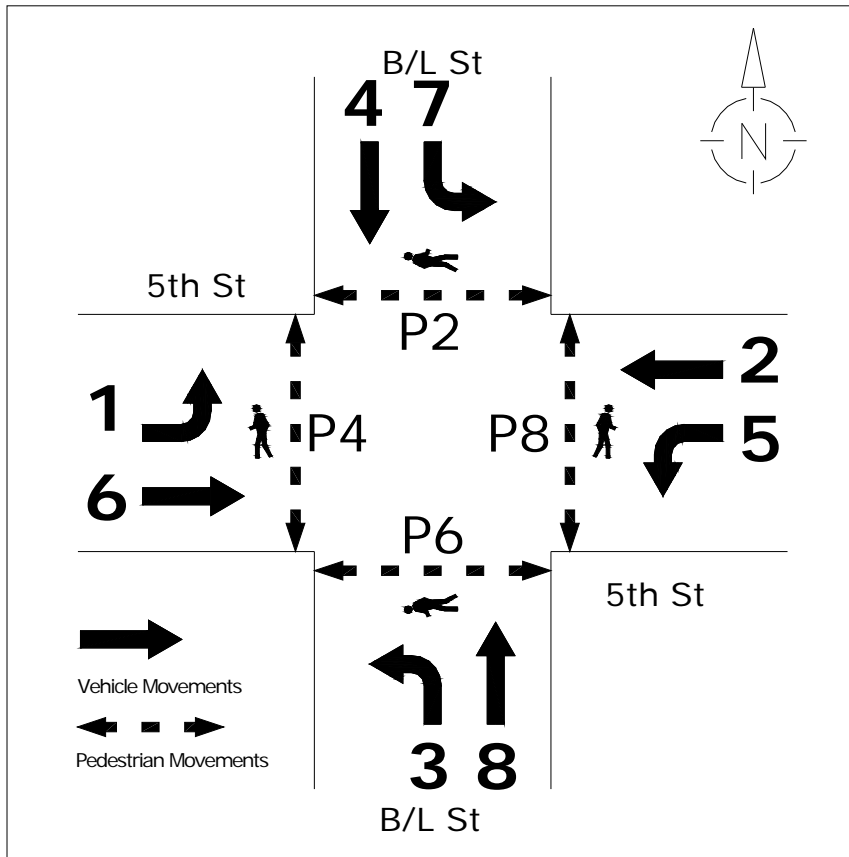 B/L St
4 7
N
5th St
P2
2
1
P4 P8
5
6
P6
5th St
Vehicle Movements
3 8
Pedestrian Movements
B/L St